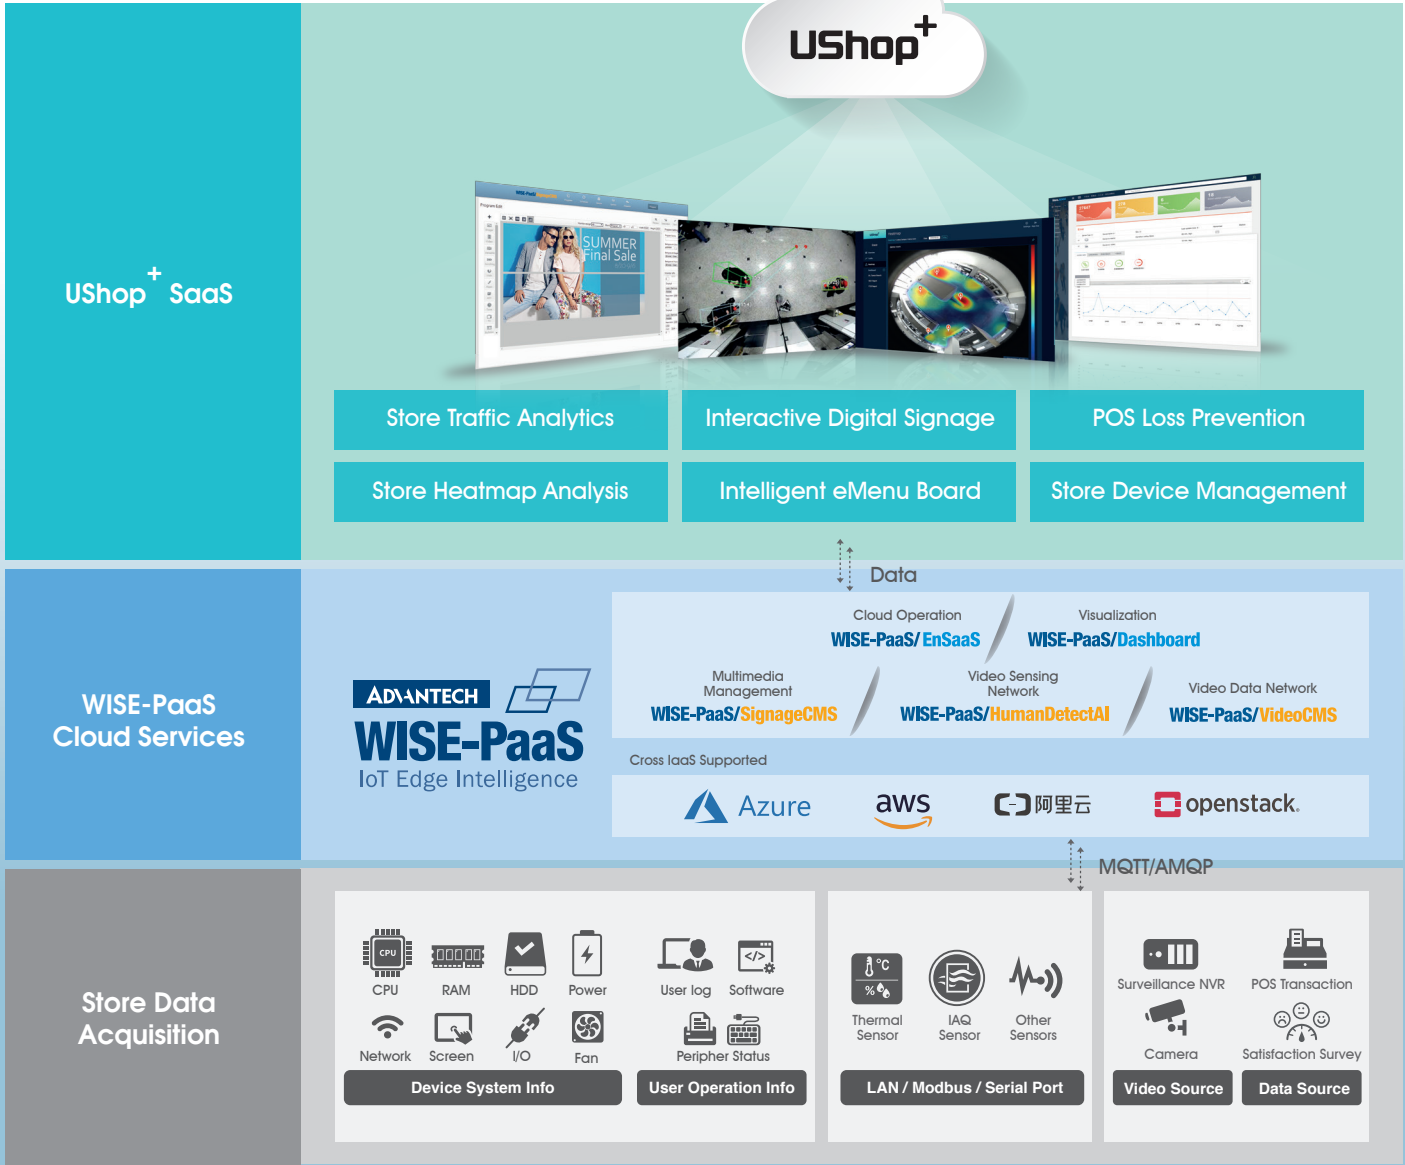 UShop+
WISE-PaaS
Program Edit
SUMMER
Final Sale
UShop+ SaaS
Store Traffic Analytics
Interactive Digital Signage
POS Loss Prevention
Store Heatmap Analysis
Intelligent eMenu Board
Store Device Management
Data
WISE-PaaS
Cloud Services
ADVANTECH
WISE-PaaS
IoT Edge Intelligence
Cloud Operation
WISE-PaaS/EnSaaS
Visualization
WISE-PaaS/Dashboard
Multimedia
Management
WISE-PaaS/SignageCMS
Video Sensing
Network
WISE-PaaS/HumanDetectAI
Video Data Network
WISE-PaaS/VideoCMS
Cross IaaS Supported
Azure
aws
阿里云
openstack.
MQTT/AMQP
Store Data
Acquisition
CPU
CPU
RAM
HDD
Power
Network
Screen
I/O
Fan
Device System Info
User log
</>
Software
Peripher Status
User Operation Info
°C
%
Thermal
Sensor
IAQ
Sensor
Other
Sensors
LAN / Modbus / Serial Port
Surveillance NVR
Camera
Video Source
POS Transaction
Satisfaction Survey
Data Source